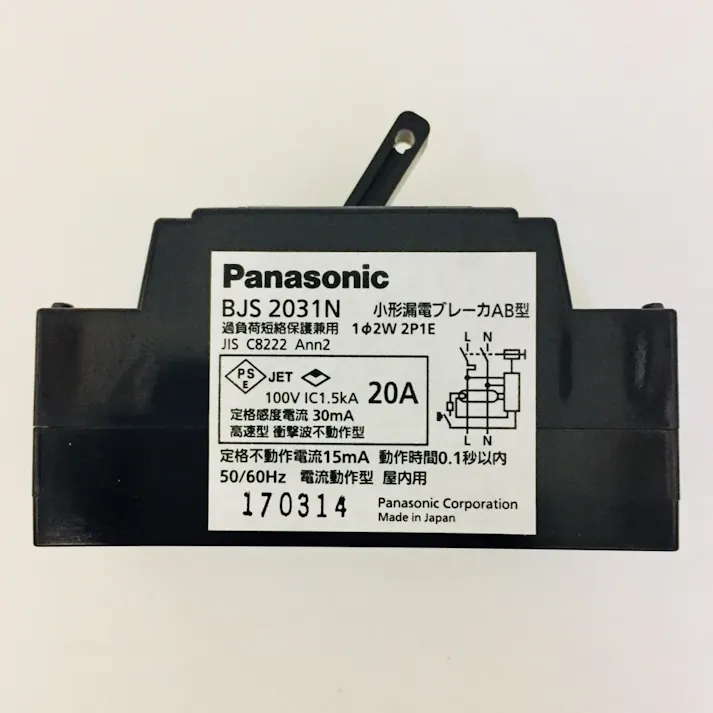 Panasonic
BJS 2031N 小形漏電ブレーカAB型
過負荷短絡保護兼用 1φ2W 2P1E
JIS C8222 Ann2
L N
PS E JET
100V IC1.5kA 20A
定格感度電流 30mA
高速型 衝撃波不動作型
L N
定格不動作電流15mA 動作時間0.1秒以内
50/60Hz 電流動作型 屋内用
170314 Panasonic Corporation
Made in Japan